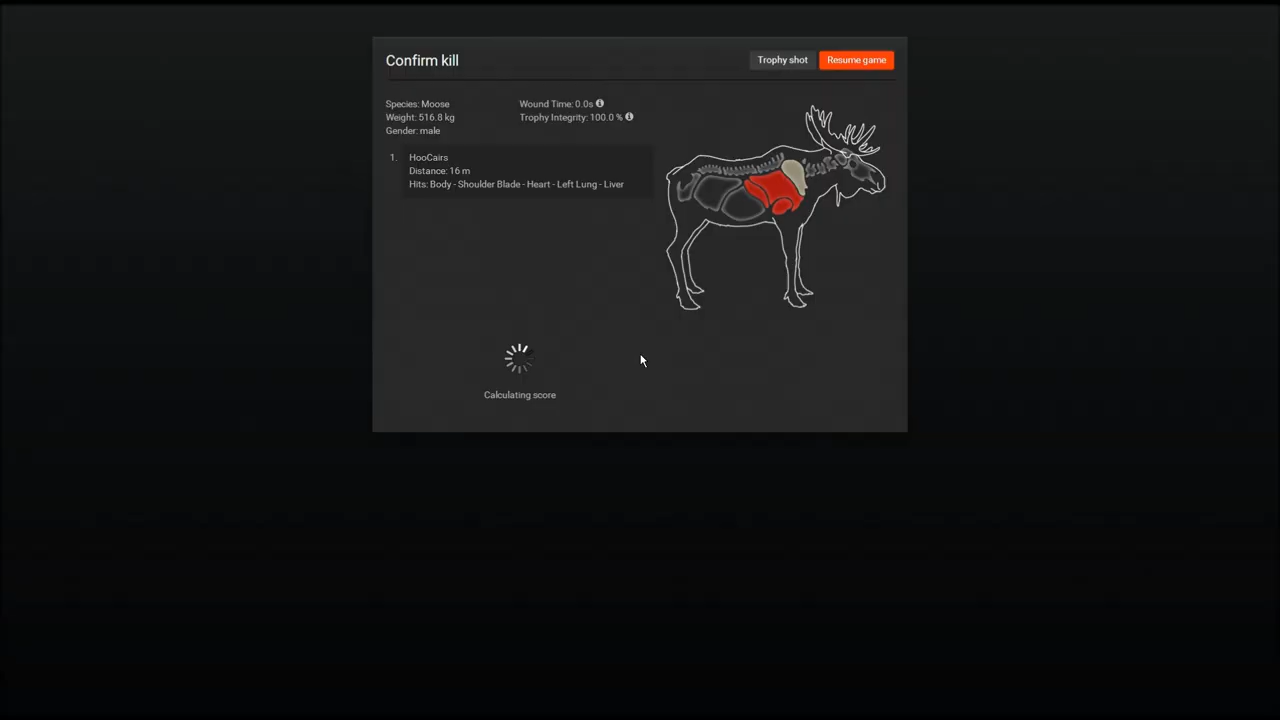 Confirm kill
Trophy shot
Resume game
Species: Moose
Weight: 516.8 kg
Gender: male
Wound Time: 0.0s
Trophy Integrity: 100.0 %
1. HooCairs
Distance: 16 m
Hits: Body - Shoulder Blade - Heart - Left Lung - Liver
Calculating score